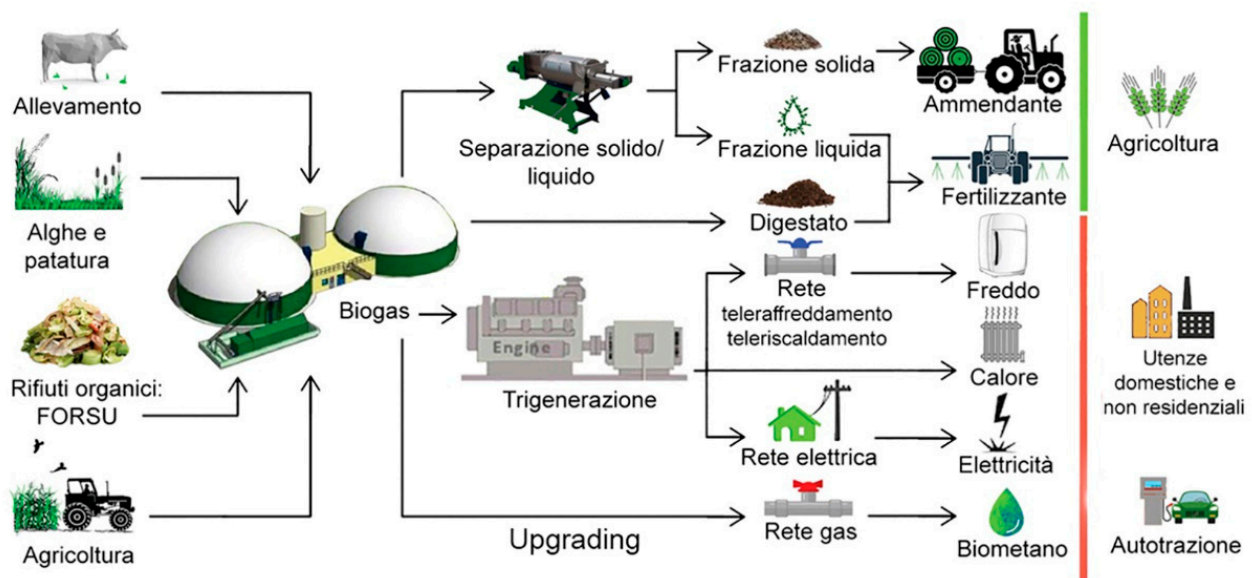 Allevamento
Alghe e
patatura
Rifiuti organici:
FORSU
Agricoltura
Biogas
Separazione solido/
liquido
Engine
Trigenerazione
Upgrading
Frazione solida
Frazione liquida
Digestato
Rete
teleraffreddamento
teleriscaldamento
Rete elettrica
Rete gas
Ammendante
Fertilizzante
Freddo
Calore
Elettricità
Biometano
Agricoltura
Utenze
domestiche e
non residenziali
Autotrazione